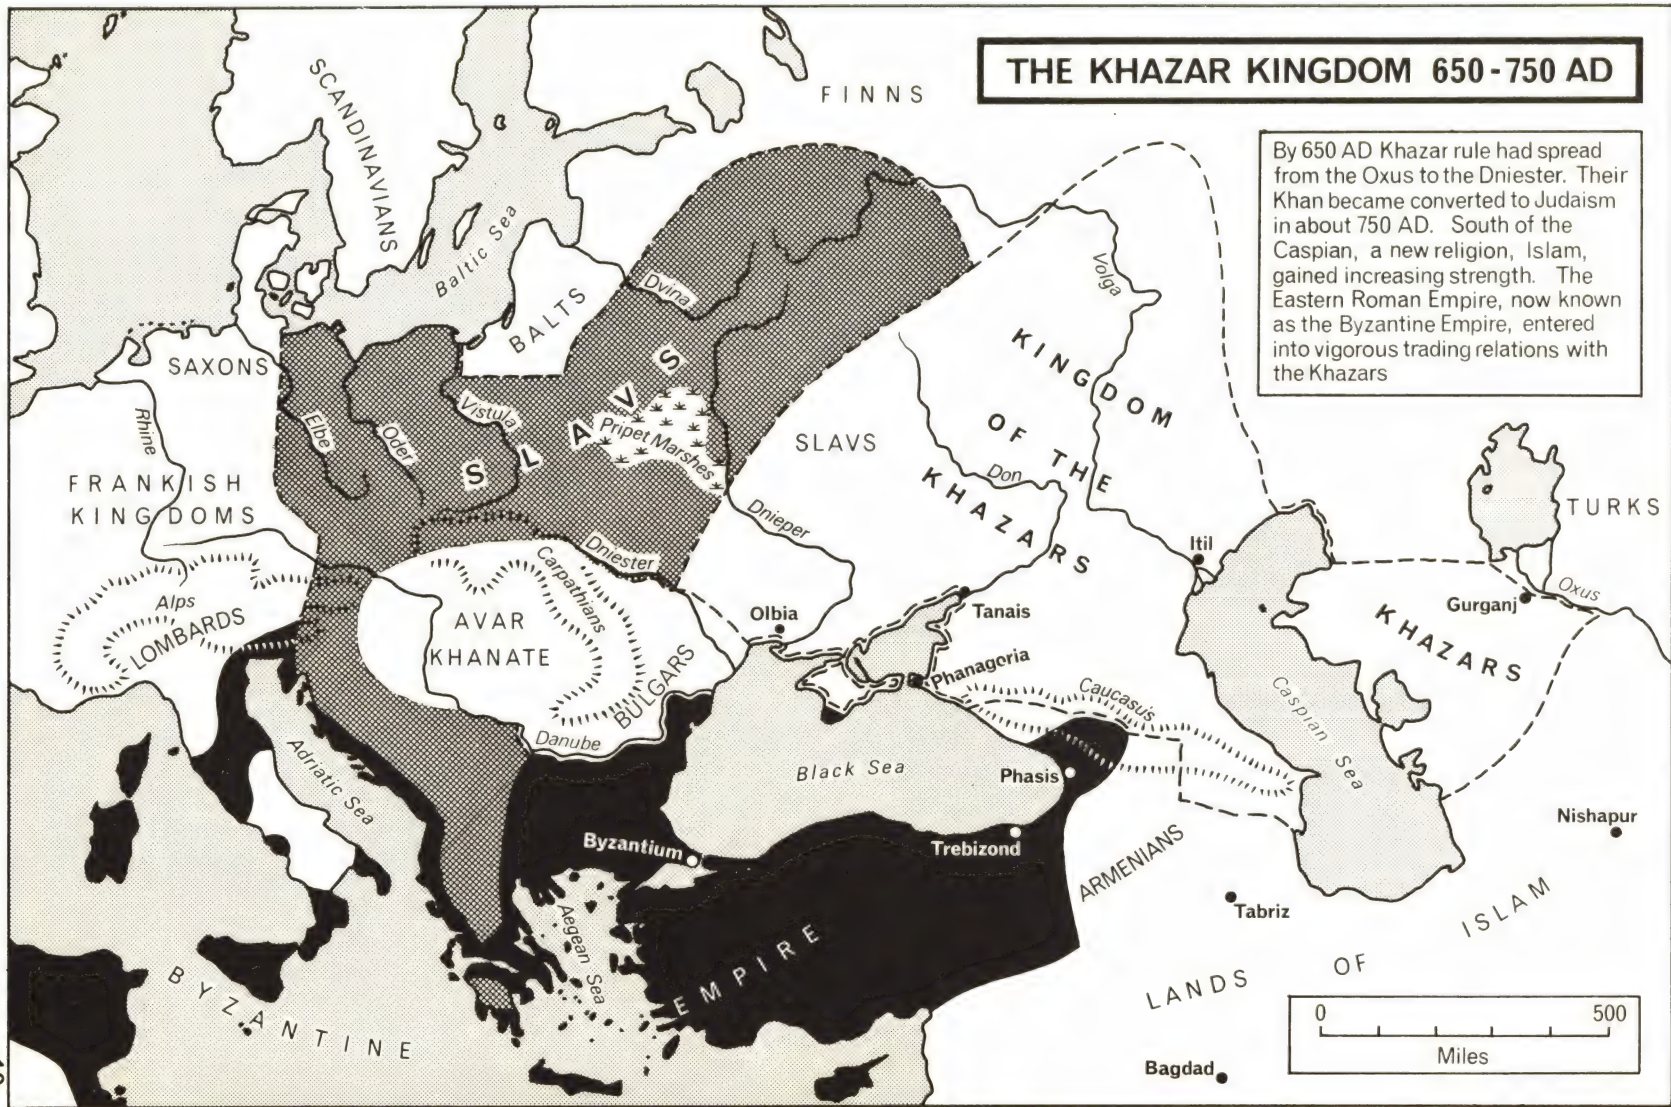 THE KHAZAR KINGDOM 650-750 AD
By 650 AD Khazar rule had spread
from the Oxus to the Dniester. Their
Khan became converted to Judaism
in about 750 AD. South of the
Caspian, a new religion, Islam,
gained increasing strength. The
Eastern Roman Empire, now known
as the Byzantine Empire, entered
into vigorous trading relations with
the Khazars
SCANDINAVIANS
FINNS
Baltic Sea
BALTS
Dvina
Volga
SAXONS
Rhine
Elbe
Oder
Vistula
SLAVS
Pripet Marshes
SLAVS
Don
KINGDOM
OF THE
KHAZARS
FRANKISH
KINGDOMS
Dnieper
Dniester
Itil
TURKS
Oxus
Gurganj
KHAZARS
Alps
LOMBARDS
AVAR
KHANATE
Carpathians
BULGARS
Danube
Olbia
Tanais
Phanagoria
Caucasus
Caspian Sea
Black Sea
Phasis
Trebizond
Byzantium
Adriatic Sea
Aegean Sea
ARMENIANS
Tabriz
Nishapur
BYZANTINE
EMPIRE
LANDS OF ISLAM
Bagdad
0 500
Miles